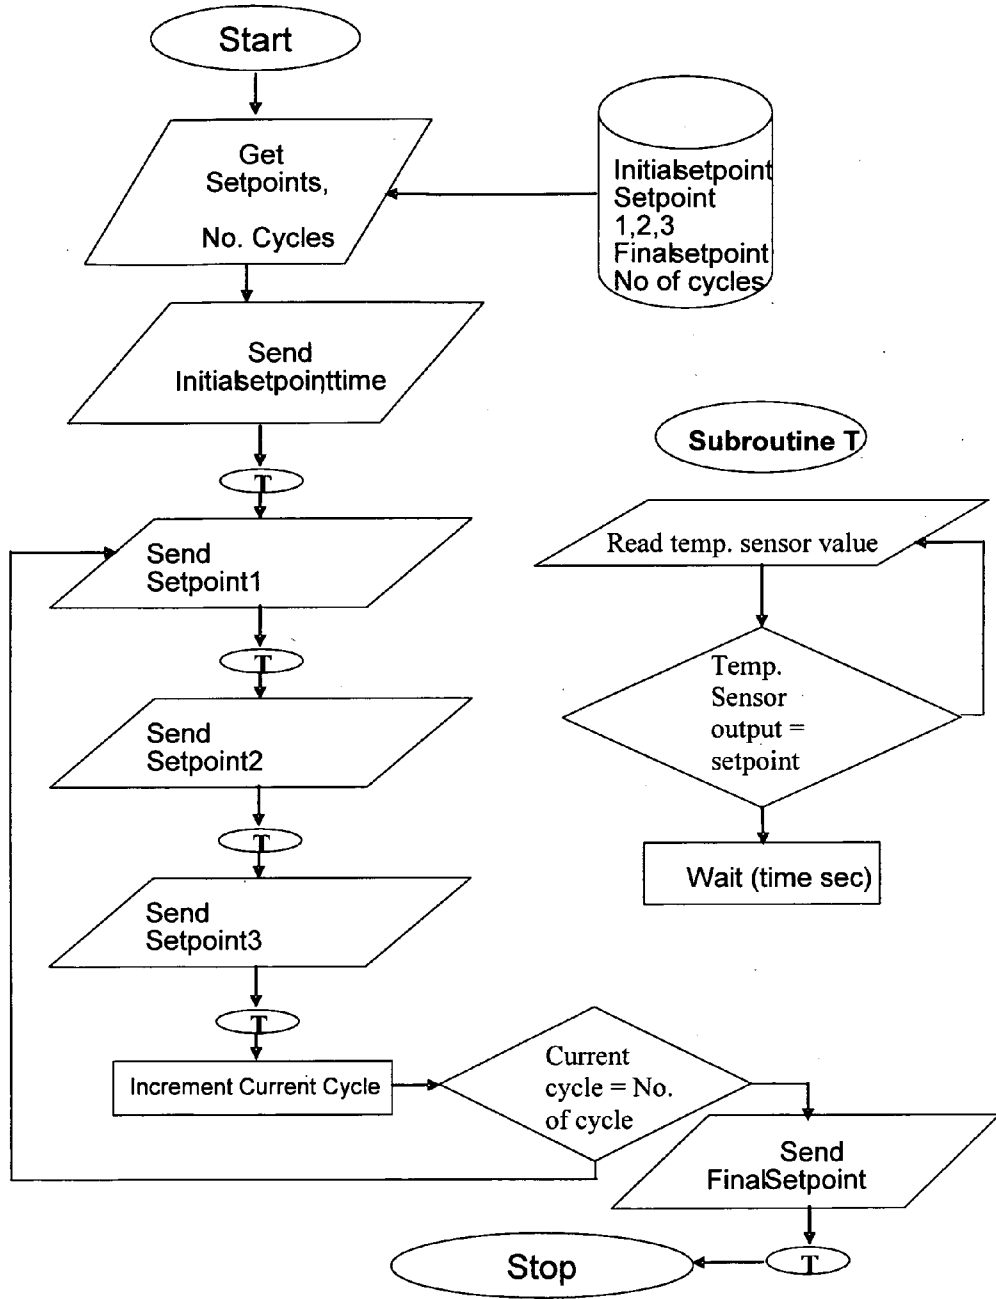 Start
Get
Setpoints,
No. Cycles
Initialsetpoint
Setpoint
1,2,3
Finalsetpoint
No of cycles
Send
Initialsetpoint,time
T
Send
Setpoint1
T
Send
Setpoint2
T
Send
Setpoint3
T
Increment Current Cycle
Current
cycle = No.
of cycle
Send
FinalSetpoint
T
Stop
Subroutine T
Read temp. sensor value
Temp.
Sensor
output =
setpoint
Wait (time sec)